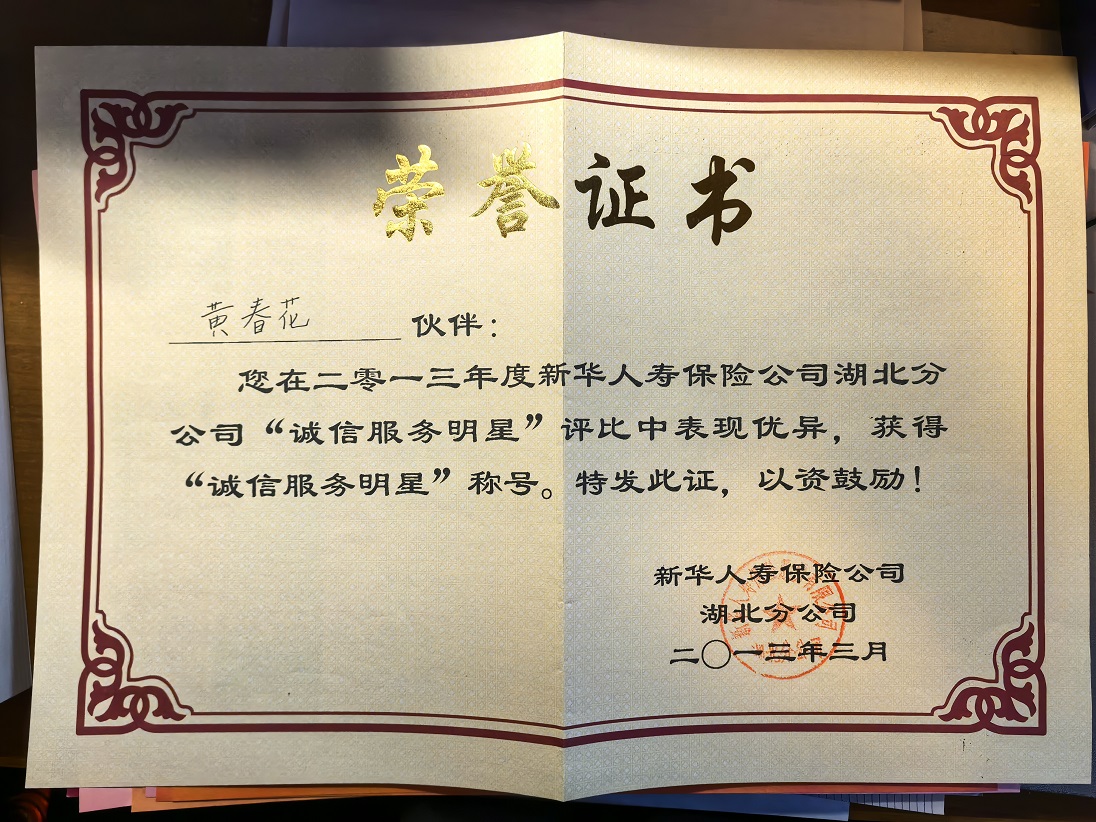 荣誉证书
黄春花 伙伴：
您在二零一三年度新华人寿保险公司湖北分
公司“诚信服务明星”评比中表现优异，获得
“诚信服务明星”称号。特发此证，以资鼓励！
新华人寿保险公司
湖北分公司
二〇一三年三月